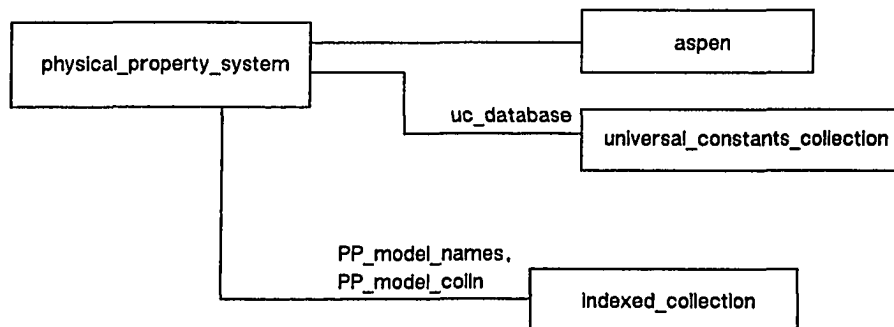 aspen
physical_property_system
uc_database
universal_constants_collection
PP_model_names,
PP_model_colln
indexed_collection